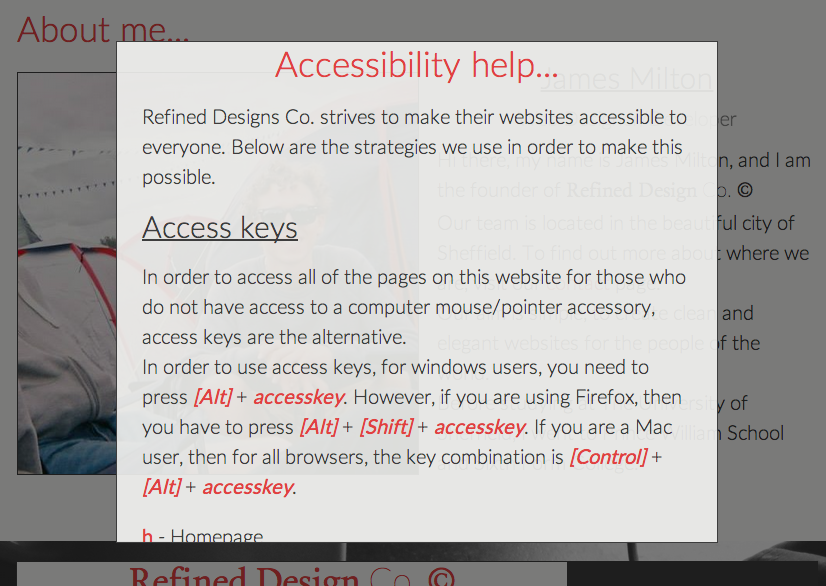 About me...
Accessibility help...
James Milton
Refined Designs Co. strives to make their websites accessible to
everyone. Below are the strategies we use in order to make this
possible.
Access keys
In order to access all of the pages on this website for those who
do not have access to a computer mouse/pointer accessory,
access keys are the alternative.
In order to use access keys, for windows users, you need to
press [Alt] + accesskey. However, if you are using Firefox, then
you have to press [Alt] + [Shift] + accesskey. If you are a Mac
user, then for all browsers, the key combination is [Control] +
[Alt] + accesskey.
h - Homepage
Hi there, my name is James Milton, and I am
the founder of Refined Design Co. ©
Our team is located in the beautiful city of
Sheffield. To find out more about where we
clean and
elegant websites for the people of the
of
William School
Refined Design Co. ©